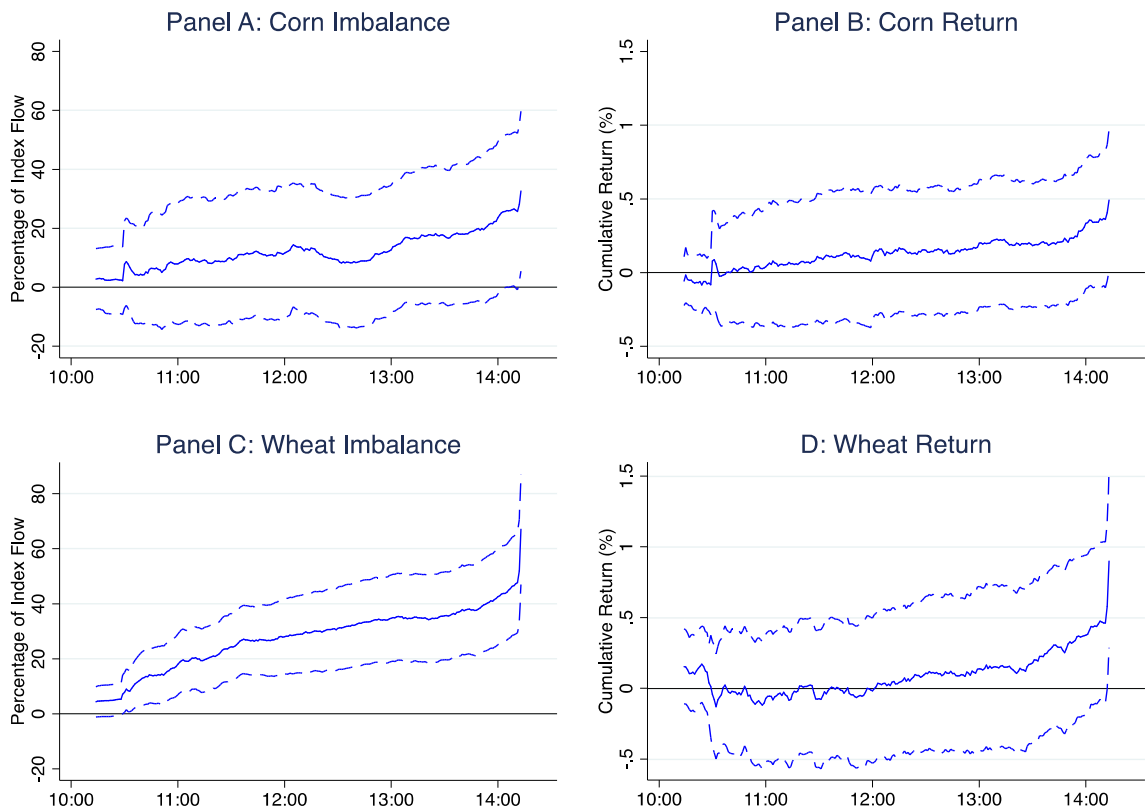 Panel A: Corn Imbalance
Percentage of Index Flow
80
60
40
20
0
-20
10:00 11:00 12:00 13:00 14:00
Panel B: Corn Return
Cumulative Return (%)
1.5
1
.5
0
-.5
10:00 11:00 12:00 13:00 14:00
Panel C: Wheat Imbalance
Percentage of Index Flow
80
60
40
20
0
-20
10:00 11:00 12:00 13:00 14:00
D: Wheat Return
Cumulative Return (%)
1.5
1
.5
0
-.5
10:00 11:00 12:00 13:00 14:00